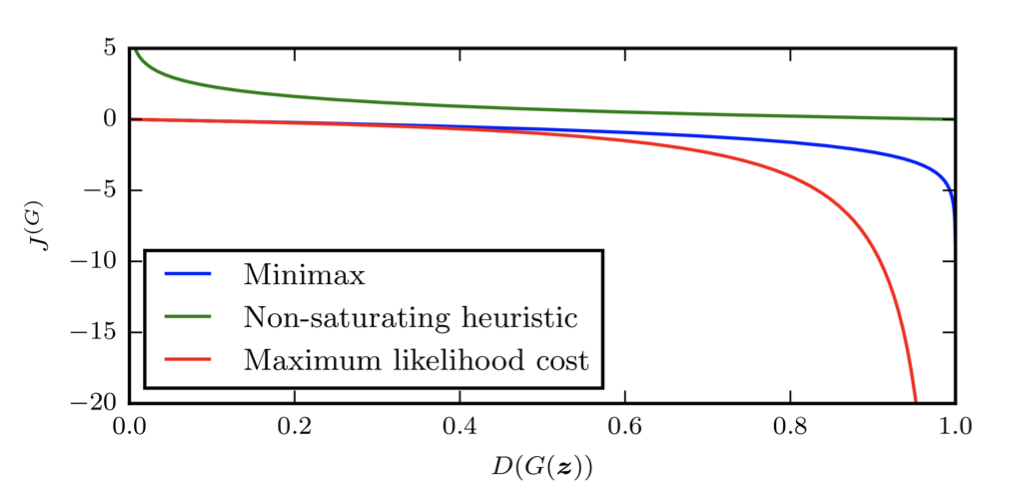 5
0
−5
−10
−15
−20
J^(G)
Minimax
Non-saturating heuristic
Maximum likelihood cost
0.0 0.2 0.4 0.6 0.8 1.0
D(G(z))